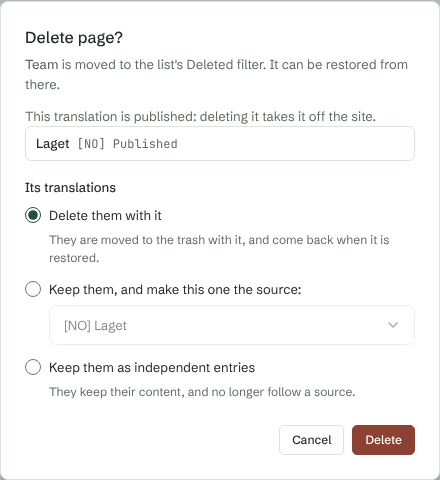 Delete page?
Team is moved to the list's Deleted filter. It can be restored from
there.
This translation is published: deleting it takes it off the site.
Laget [NO] Published
Its translations
Delete them with it
They are moved to the trash with it, and come back when it is
restored.
Keep them, and make this one the source:
[NO] Laget
Keep them as independent entries
They keep their content, and no longer follow a source.
Cancel
Delete